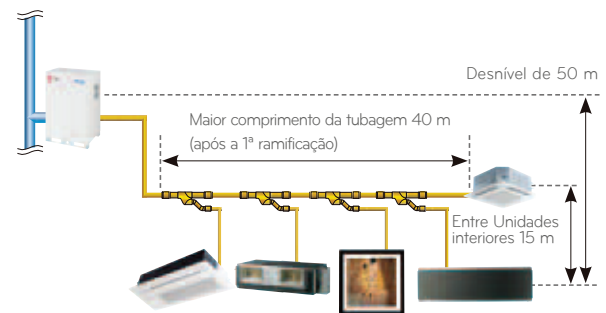 Desnível de 50 m
Maior comprimento da tubagem 40 m
(após a 1ª ramificação)
Entre Unidades
interiores 15 m